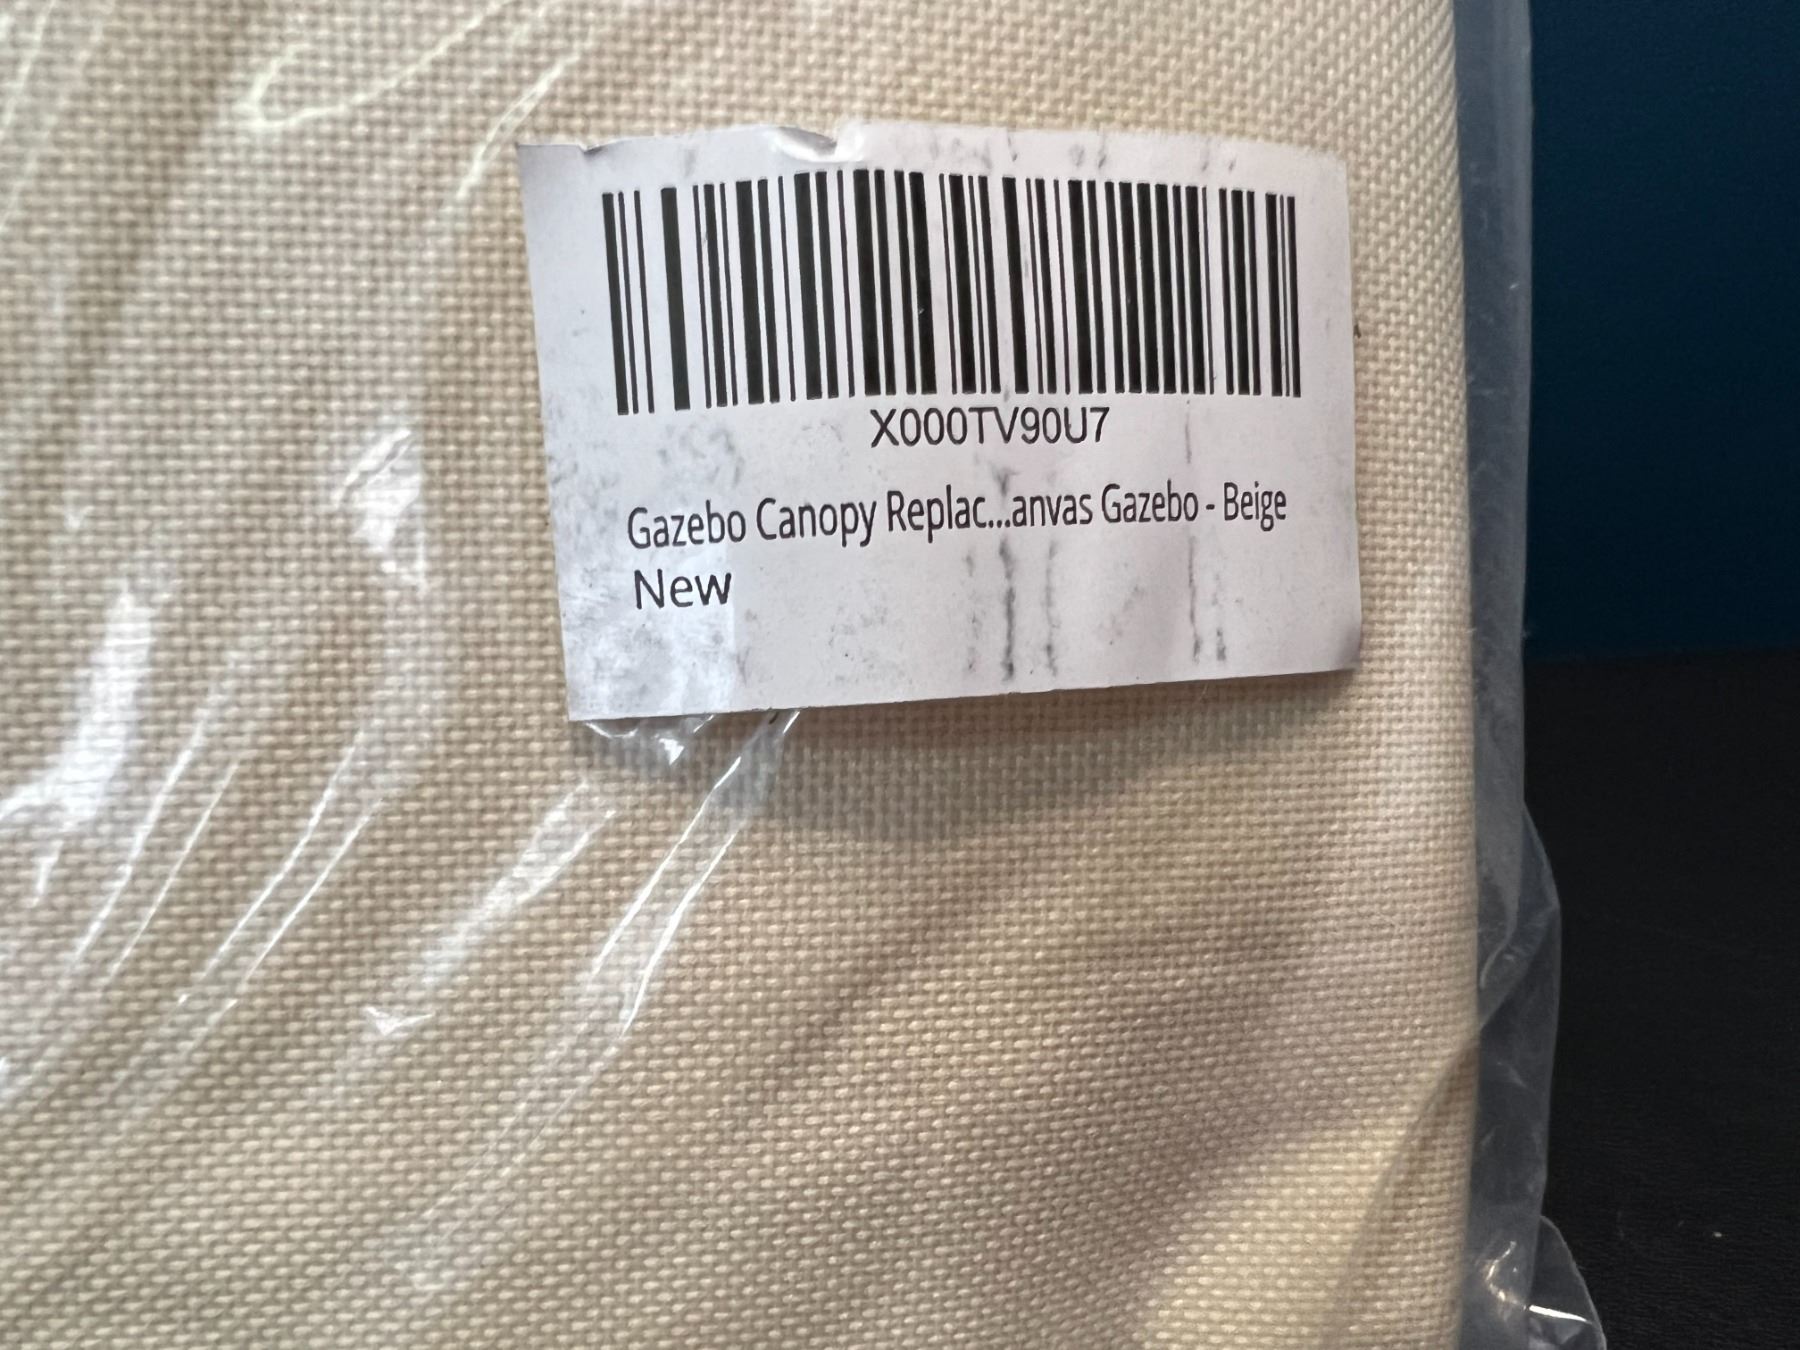 X000TV90U7
Gazebo Canopy Replac...anvas Gazebo - Beige
New